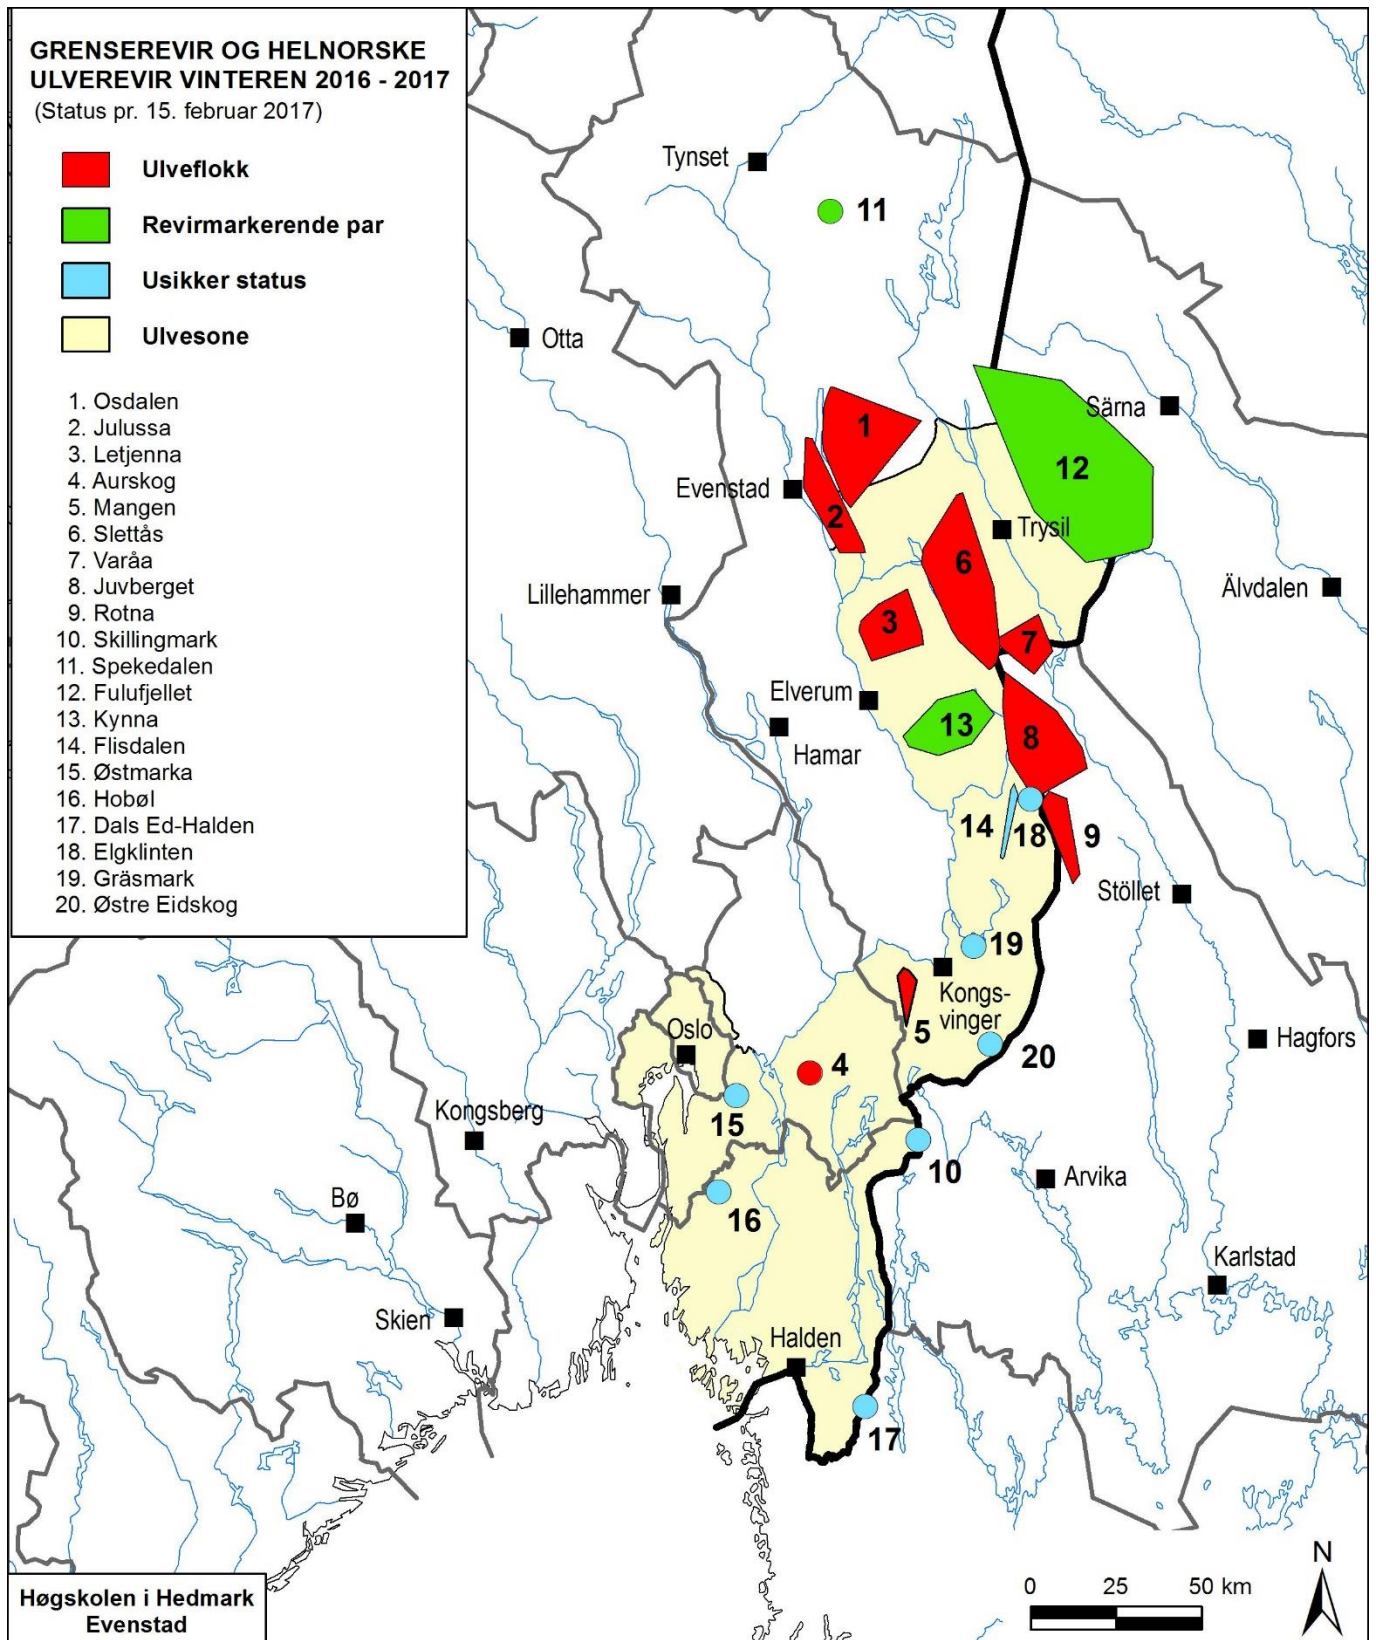 GRENSEREVIR OG HELNORSKE
ULVEREVIR VINTEREN 2016 - 2017
(Status pr. 15. februar 2017)
Ulveflokk
Revirmarkerende par
Usikker status
Ulvesone
1. Osdalen
2. Julussa
3. Letjenna
4. Aurskog
5. Mangen
6. Slettås
7. Varåa
8. Juvberget
9. Rotna
10. Skillingmark
11. Spekedalen
12. Fulufjellet
13. Kynna
14. Flisdalen
15. Østmarka
16. Hobøl
17. Dals Ed-Halden
18. Elgklinten
19. Gräsmark
20. Østre Eidskog
Tynset
11
Otta
Särna
1
12
Evenstad
2
Trysil
6
Lillehammer
Älvdalen
3
7
Elverum
13
Hamar
8
14
18
9
Stöllet
19
Kongs-
vinger
5
Oslo
20
Hagfors
4
15
Kongsberg
10
Arvika
Bø
16
Karlstad
Skien
Halden
17
Høgskolen i Hedmark
Evenstad
0 25 50 km
N